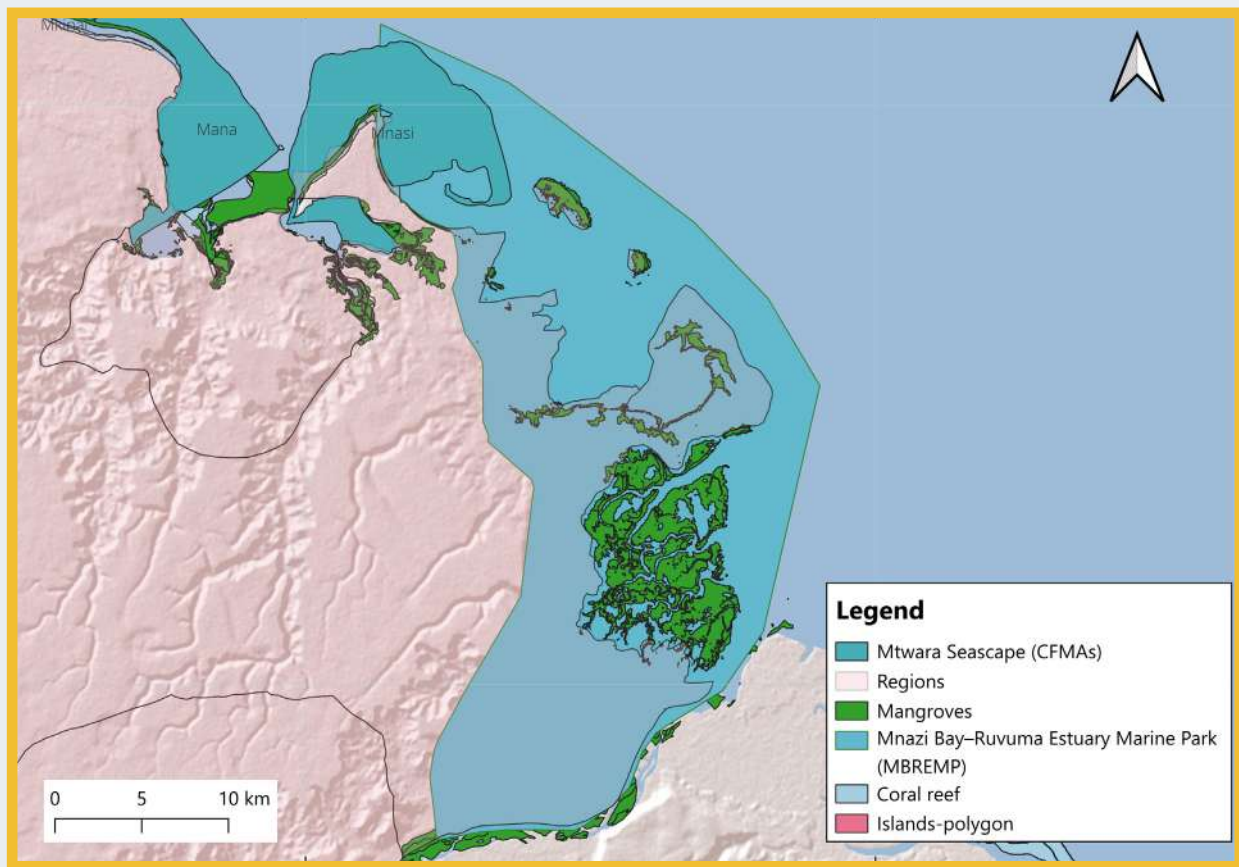 Mana
Mnasi
Legend
Mtwara Seascape (CFMAs)
Regions
Mangroves
Mnazi Bay–Ruvuma Estuary Marine Park
(MBREMP)
Coral reef
Islands-polygon
0 5 10 km